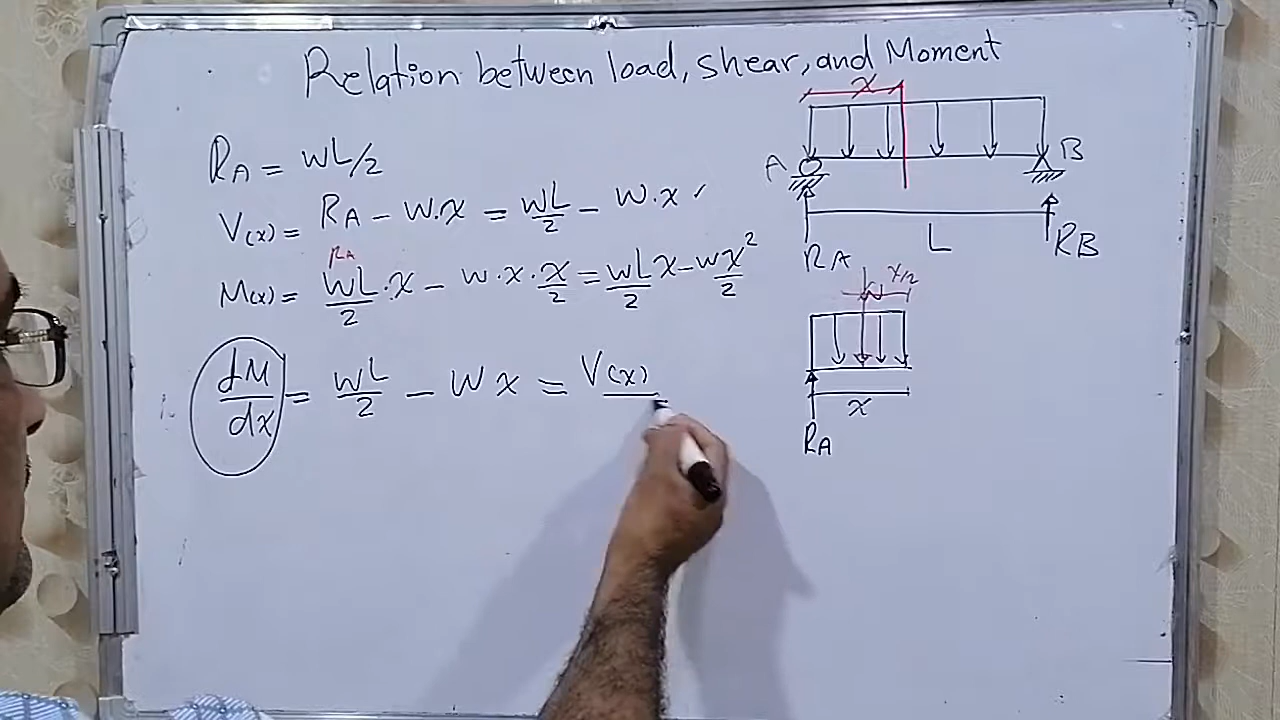 Relation between load, shear, and Moment
RA = WL/2
V(x) = RA - W.x = WL/2 - W.x
RA
M(x) = WL/2 . x - W.x.x/2 = WL/2 x - Wx²/2
dM/dx = WL/2 - Wx = V(x)
x
A
B
L
RA
RB
x/2
x
RA